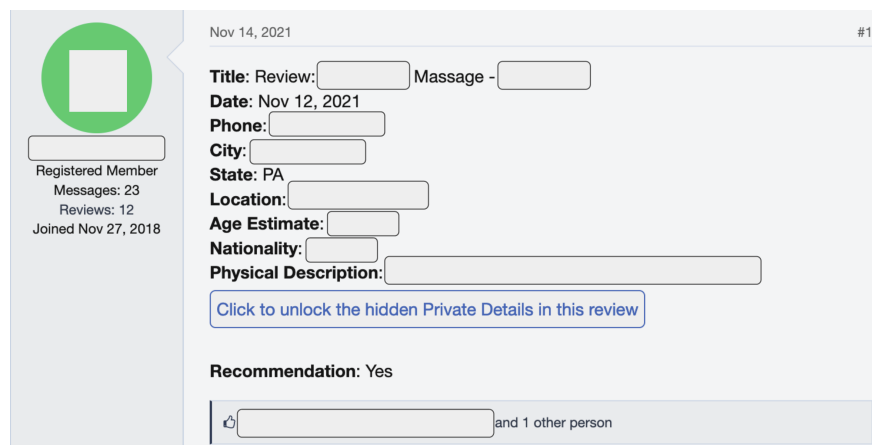 Nov 14, 2021 #1
Title: Review: Massage -
Date: Nov 12, 2021
Phone:
City:
State: PA
Location:
Age Estimate:
Nationality:
Physical Description:
Click to unlock the hidden Private Details in this review
Recommendation: Yes
and 1 other person
Registered Member
Messages: 23
Reviews: 12
Joined Nov 27, 2018